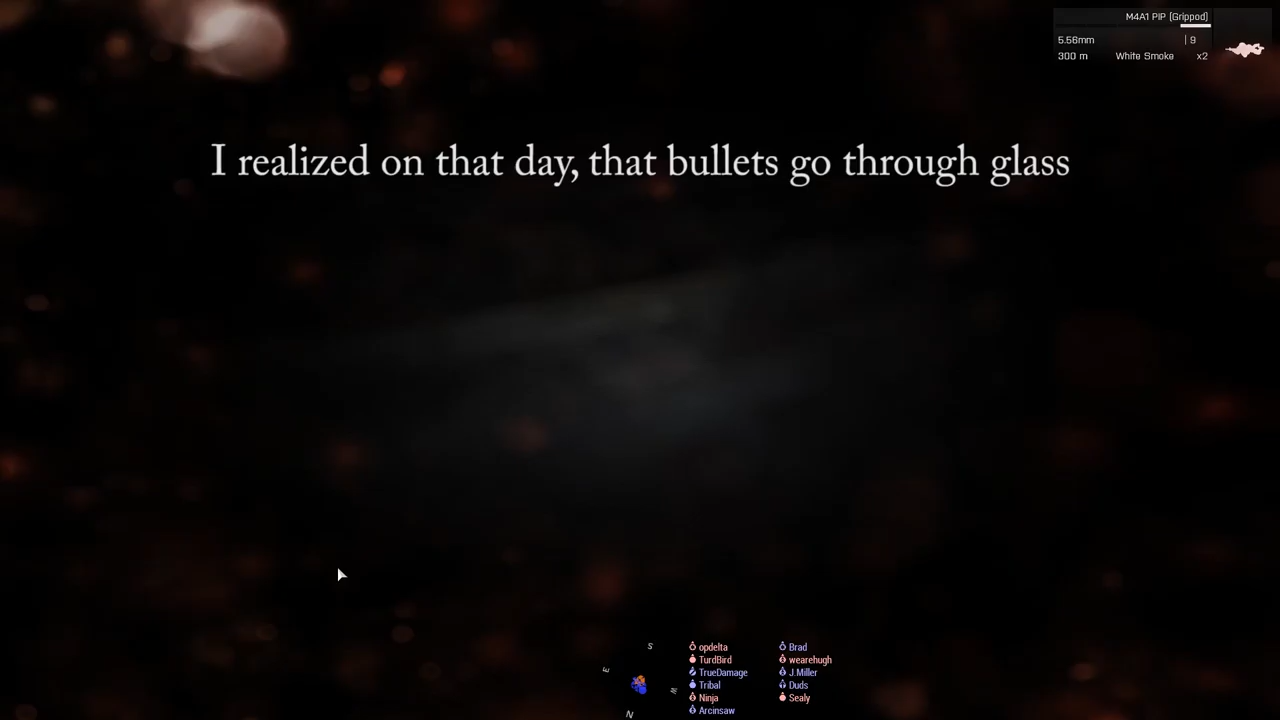 M4A1 PIP (Grippod)
5.56mm | 9
300 m White Smoke x2
I realized on that day, that bullets go through glass
S
E
W
N
opdelta Brad
TurdBird wearehugh
TrueDamage J.Miller
Tribal Duds
Ninja Sealy
Arcinsaw